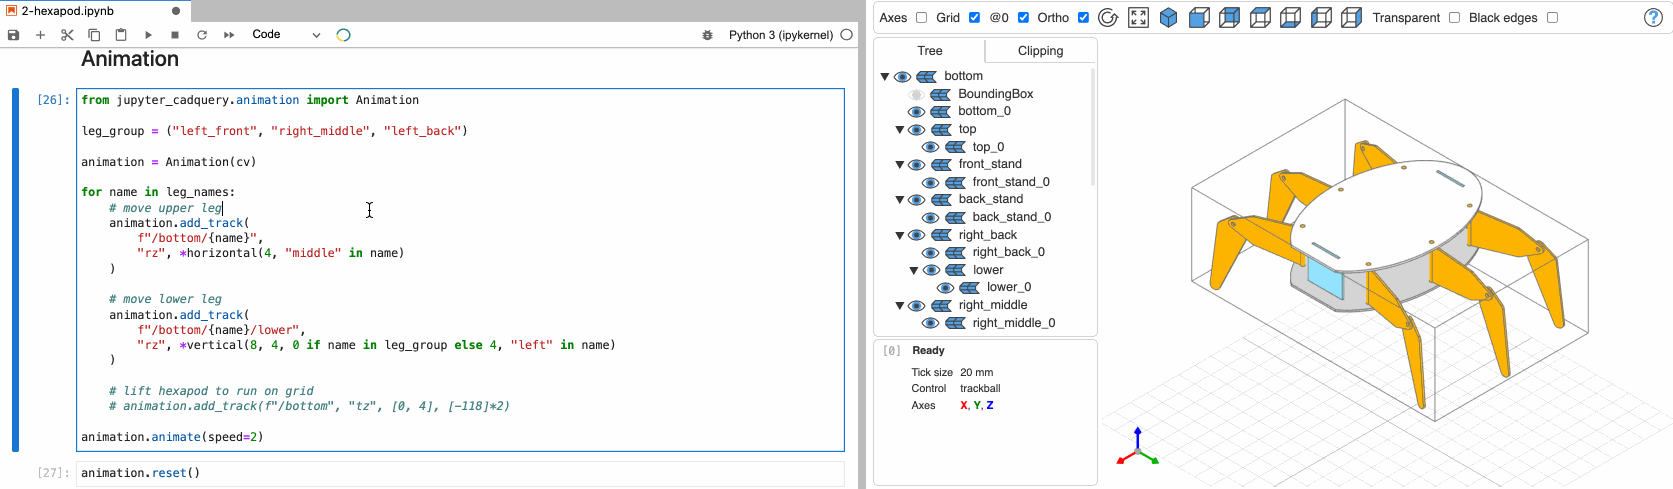 2-hexapod.ipynb
Code
Python 3 (ipykernel)
Animation
[26]:
from jupyter_cadquery.animation import Animation
leg_group = ("left_front", "right_middle", "left_back")
animation = Animation(cv)
for name in leg_names:
    # move upper leg
    animation.add_track(
        f"/bottom/{name}",
        "rz", *horizontal(4, "middle" in name)
    )
    # move lower leg
    animation.add_track(
        f"/bottom/{name}/lower",
        "rz", *vertical(8, 4, 0 if name in leg_group else 4, "left" in name)
    )
    # lift hexapod to run on grid
    # animation.add_track(f"/bottom", "tz", [0, 4], [-118]*2)
animation.animate(speed=2)
[27]:
animation.reset()
Axes Grid @0 Ortho Transparent Black edges ?
Tree Clipping
bottom
BoundingBox
bottom_0
top
top_0
front_stand
front_stand_0
back_stand
back_stand_0
right_back
right_back_0
lower
lower_0
right_middle
right_middle_0
[0] Ready
Tick size 20 mm
Control trackball
Axes X, Y, Z